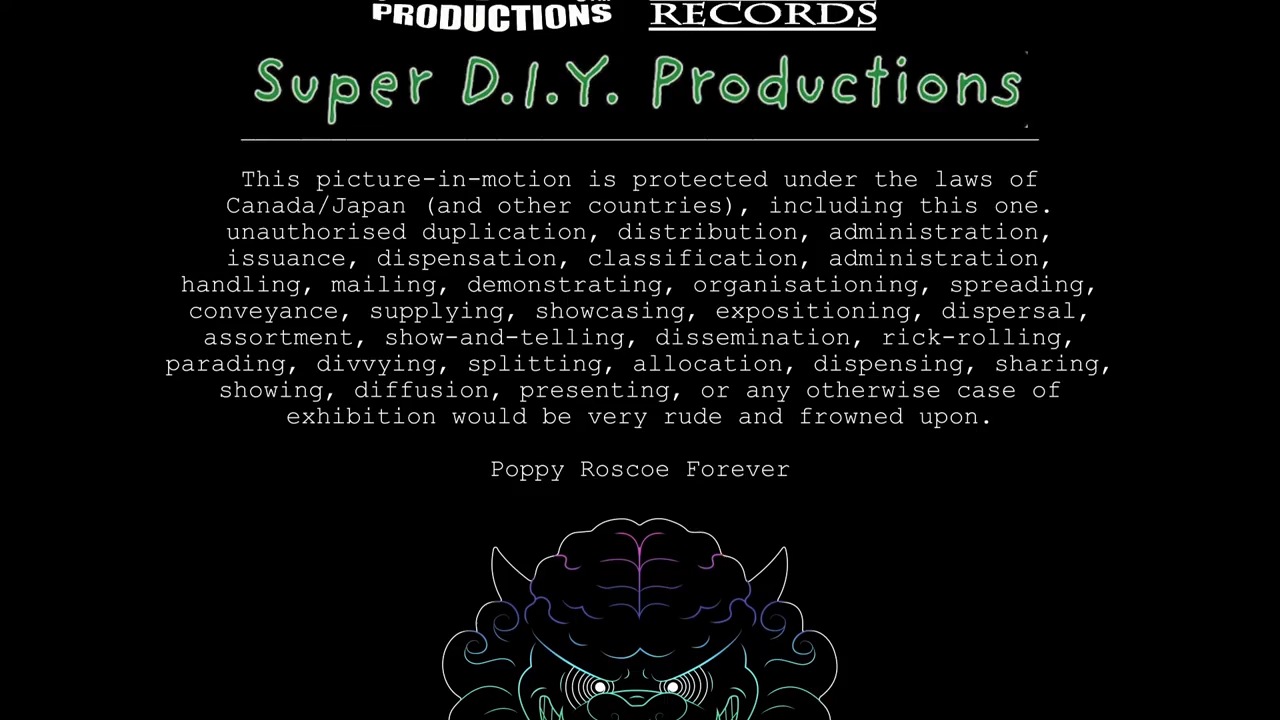 PRODUCTIONS RECORDS
Super D.I.Y. Productions
This picture-in-motion is protected under the laws of
Canada/Japan (and other countries), including this one.
unauthorised duplication, distribution, administration,
issuance, dispensation, classification, administration,
handling, mailing, demonstrating, organisationing, spreading,
conveyance, supplying, showcasing, expositioning, dispersal,
assortment, show-and-telling, dissemination, rick-rolling,
parading, divvying, splitting, allocation, dispensing, sharing,
showing, diffusion, presenting, or any otherwise case of
exhibition would be very rude and frowned upon.
Poppy Roscoe Forever